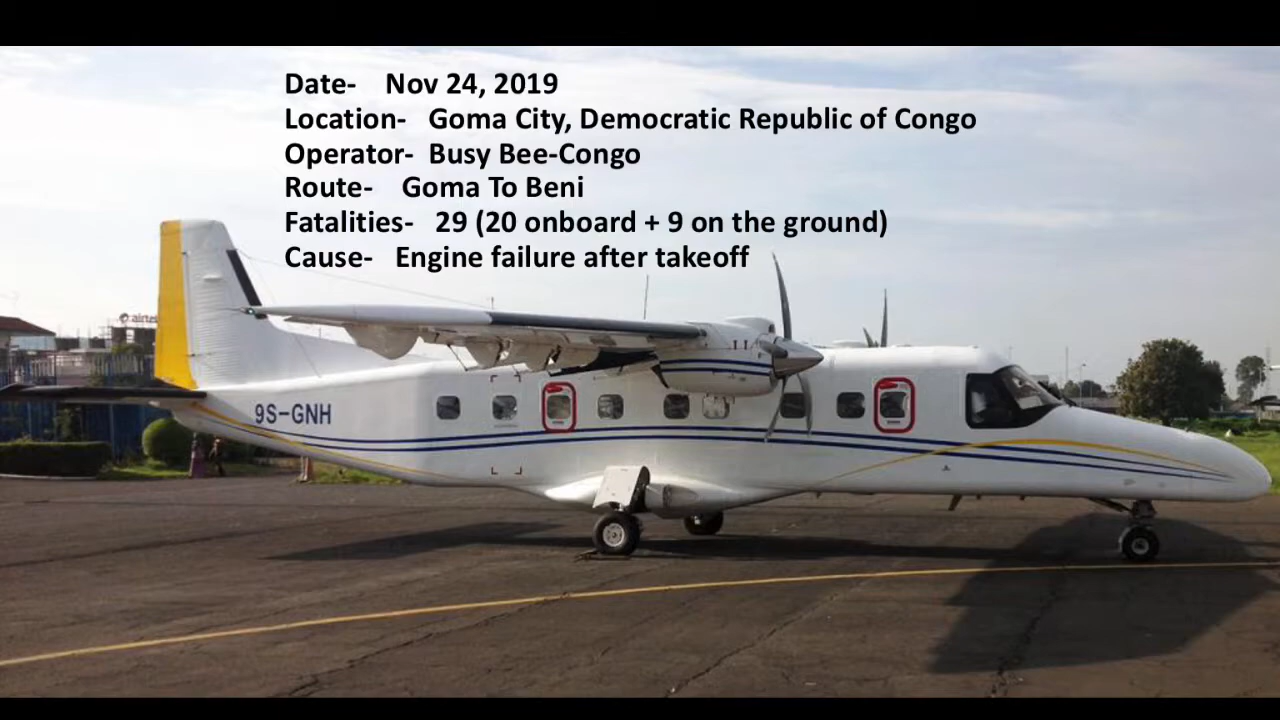 Date- Nov 24, 2019
Location- Goma City, Democratic Republic of Congo
Operator- Busy Bee-Congo
Route- Goma To Beni
Fatalities- 29 (20 onboard + 9 on the ground)
Cause- Engine failure after takeoff
airtel
9S-GNH